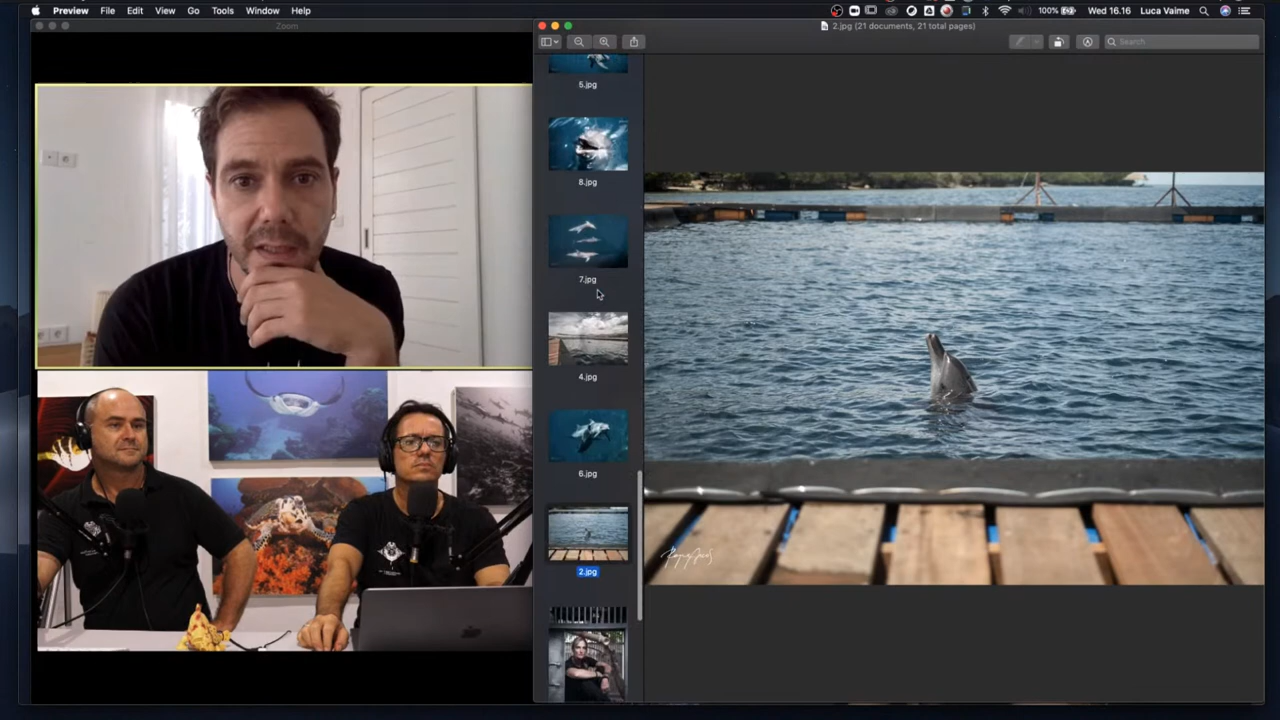 Preview File Edit View Go Tools Window Help
100% Wed 16.16 Luca Vaime
Zoom
2.jpg (21 documents, 21 total pages)
Search
5.jpg
8.jpg
7.jpg
4.jpg
6.jpg
2.jpg